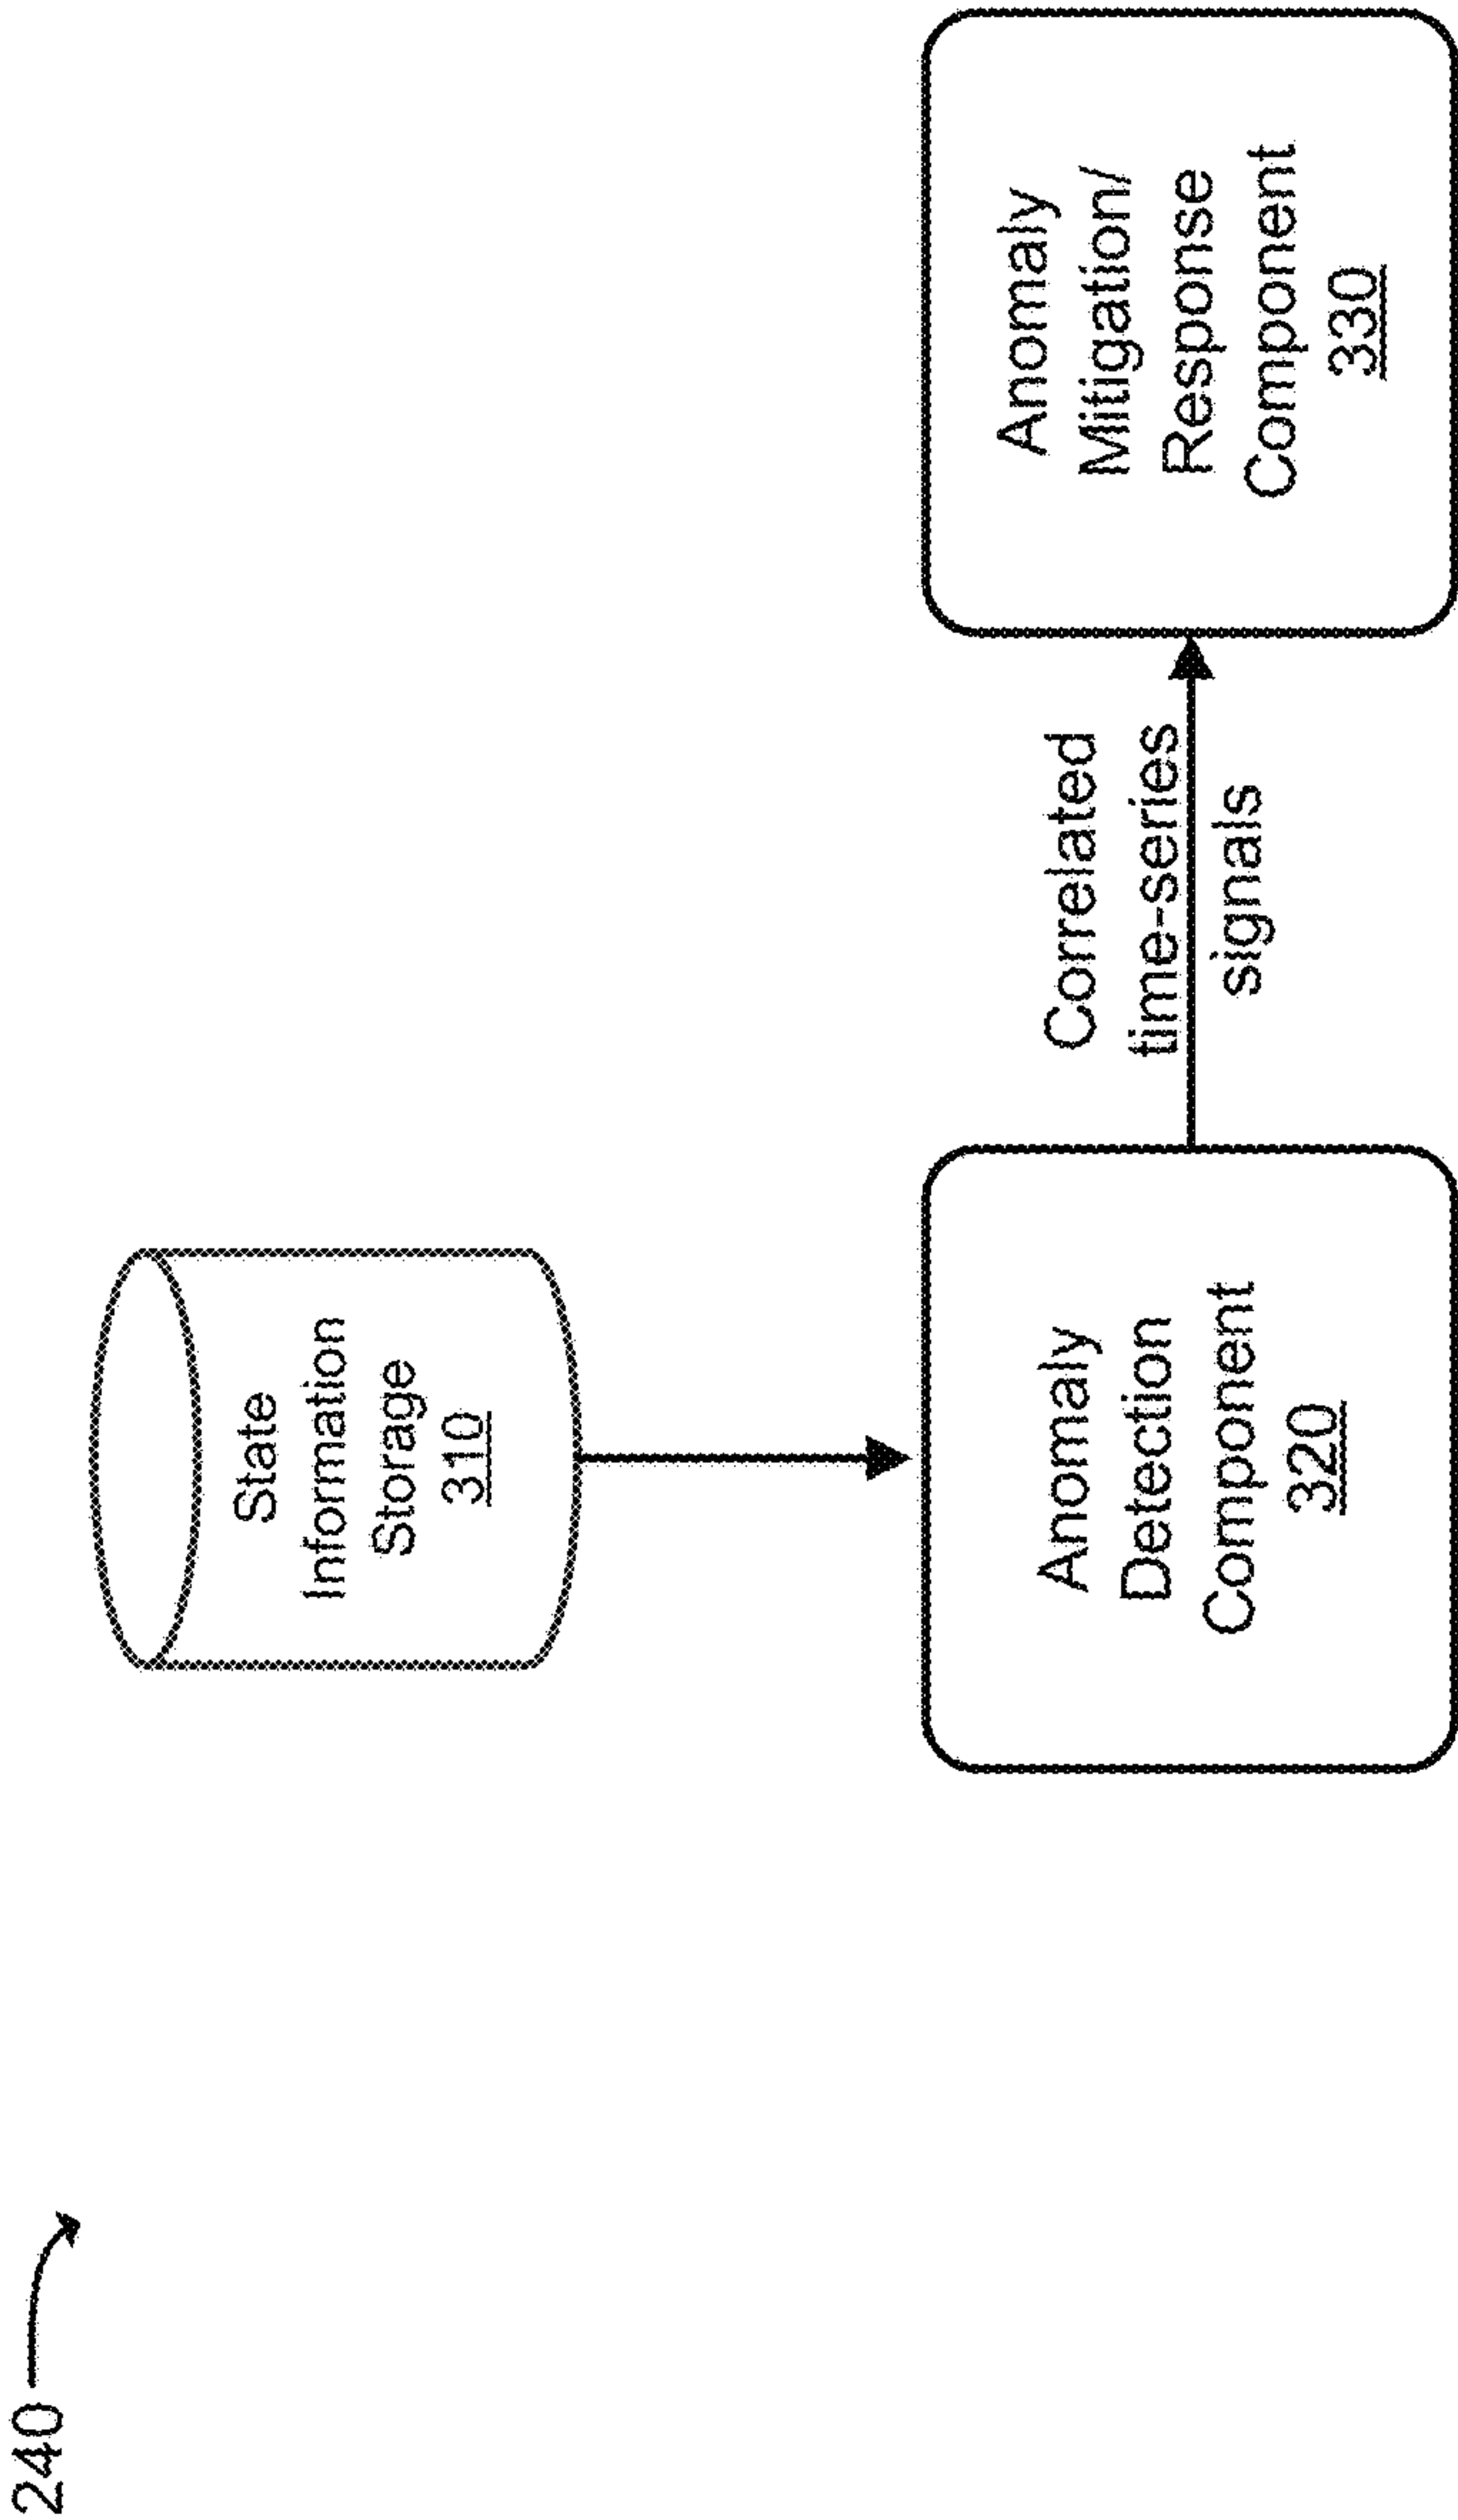 240
State
Information
Storage
310
Anomaly
Detection
Component
320
Correlated
time-series
signals
Anomaly
Mitigation/
Response
Component
330